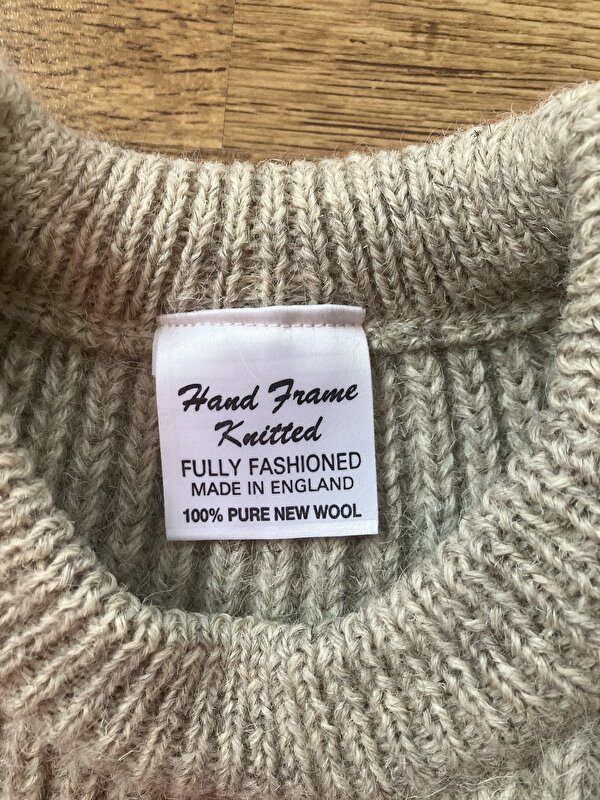 Hand Frame
Knitted
FULLY FASHIONED
MADE IN ENGLAND
100% PURE NEW WOOL